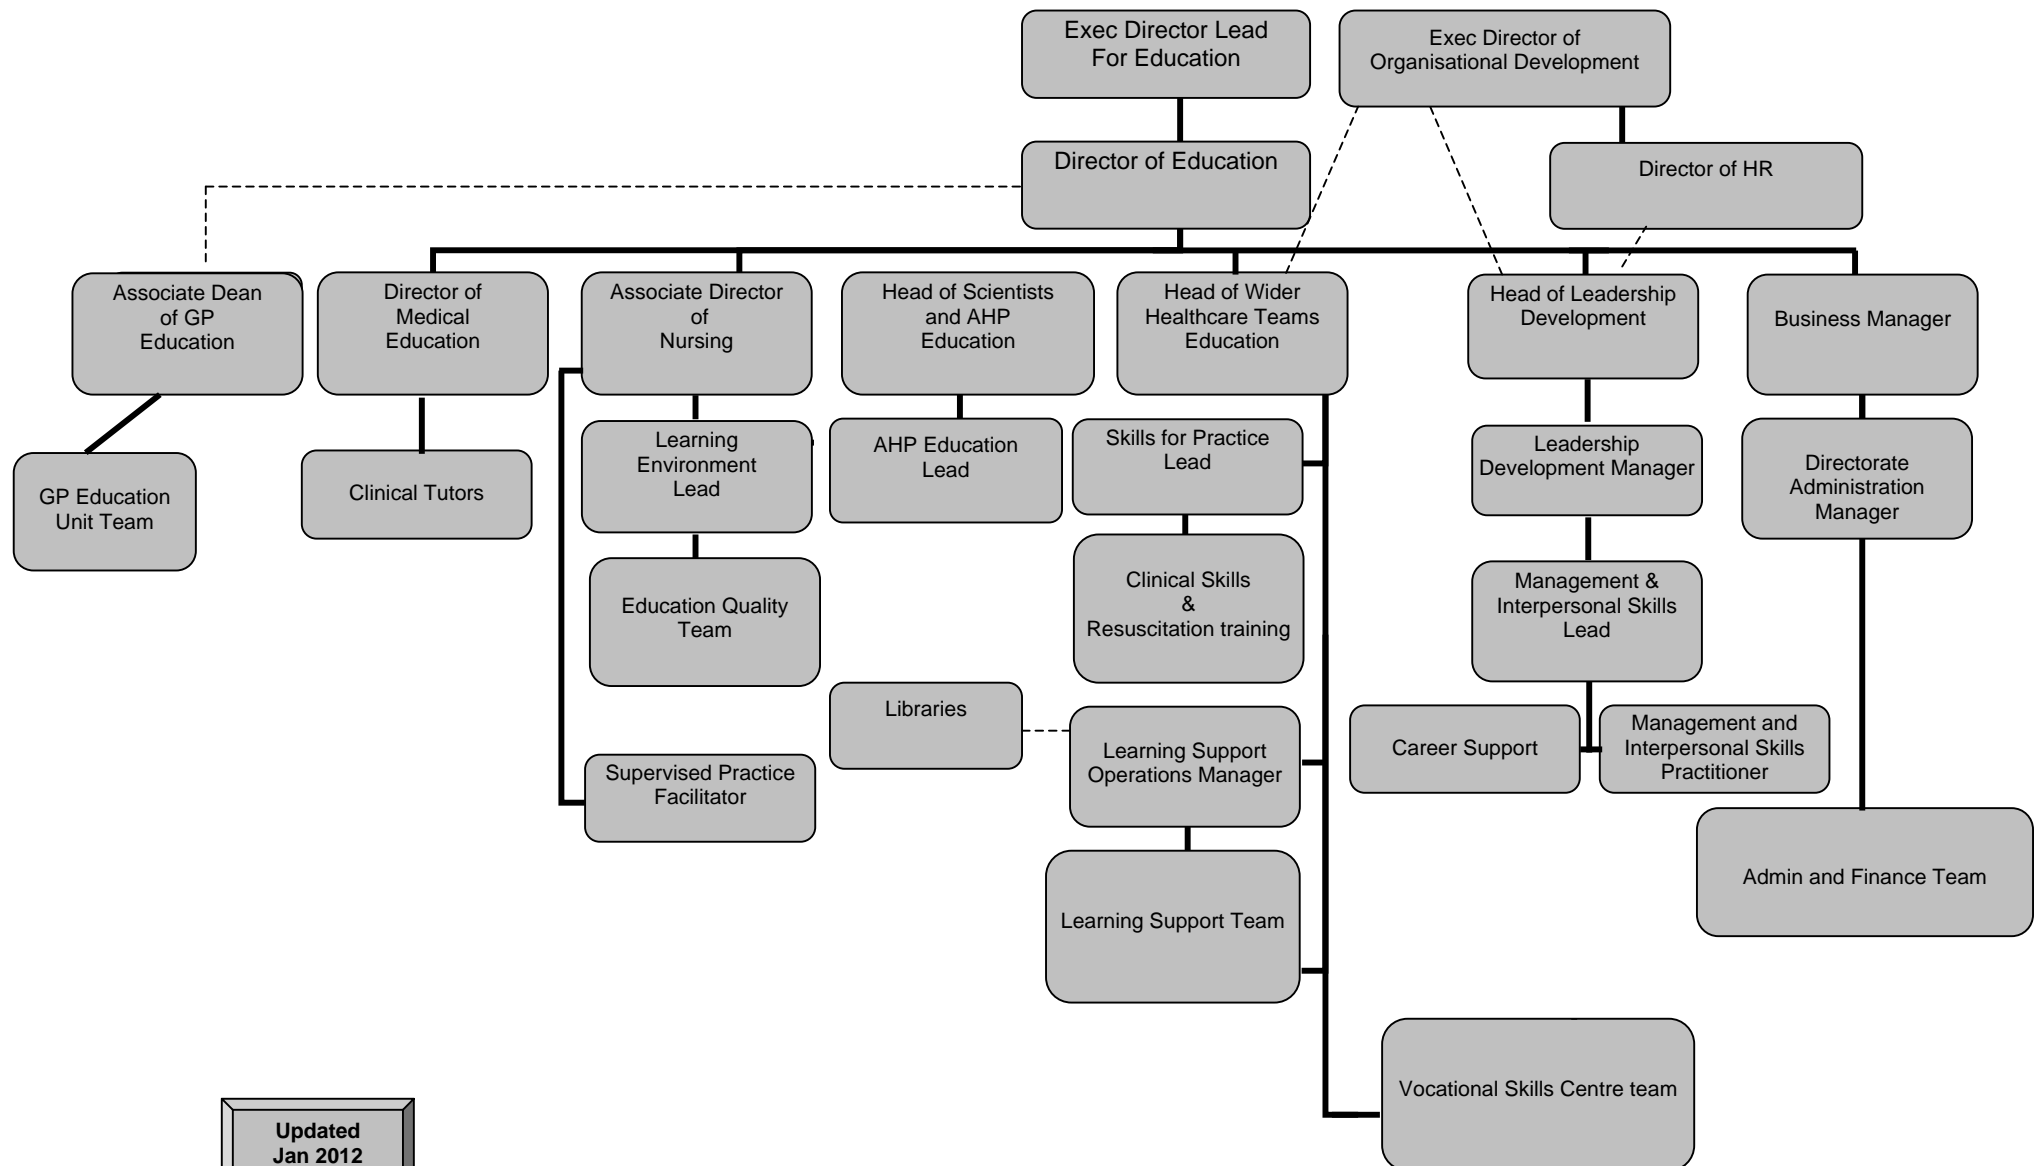 Exec Director Lead
For Education
Exec Director of
Organisational Development
Director of Education
Director of HR
Associate Dean
of GP
Education
Director of
Medical
Education
Associate Director
of
Nursing
Head of Scientists
and AHP
Education
Head of Wider
Healthcare Teams
Education
Head of Leadership
Development
Business Manager
GP Education
Unit Team
Clinical Tutors
Learning
Environment
Lead
AHP Education
Lead
Skills for Practice
Lead
Leadership
Development Manager
Directorate
Administration
Manager
Education Quality
Team
Clinical Skills
&
Resuscitation training
Management &
Interpersonal Skills
Lead
Libraries
Learning Support
Operations Manager
Career Support
Management and
Interpersonal Skills
Practitioner
Supervised Practice
Facilitator
Learning Support Team
Admin and Finance Team
Vocational Skills Centre team
Updated
Jan 2012